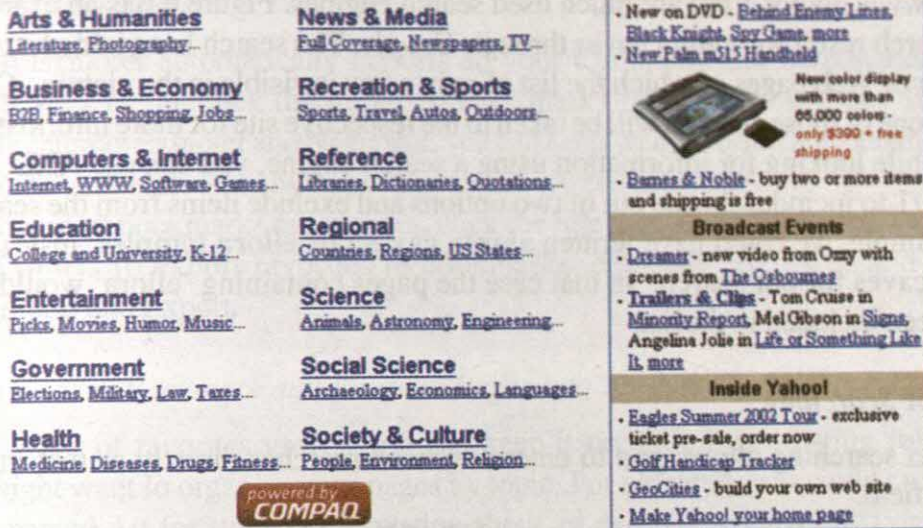 Arts & Humanities
Literature, Photography...
Business & Economy
B2B, Finance, Shopping, Jobs...
Computers & Internet
Internet, WWW, Software, Games...
Education
College and University, K-12...
Entertainment
Picks, Movies, Humor, Music...
Government
Elections, Military, Law, Taxes...
Health
Medicine, Diseases, Drugs, Fitness...
News & Media
Full Coverage, Newspapers, TV...
Recreation & Sports
Sports, Travel, Autos, Outdoors...
Reference
Libraries, Dictionaries, Quotations...
Regional
Countries, Regions, US States...
Science
Animals, Astronomy, Engineering...
Social Science
Archaeology, Economics, Languages...
Society & Culture
People, Environment, Religion...
powered by
COMPAQ
· New on DVD - Behind Enemy Lines,
Black Knight, Spy Game, more
· New Palm m515 Handheld
New color display
with more than
65,000 colors-
only $399 + free
shipping
· Barnes & Noble - buy two or more items
and shipping is free
Broadcast Events
· Dreamer - new video from Ozzy with
scenes from The Osbournes
· Trailers & Clips - Tom Cruise in
Minority Report, Mel Gibson in Signs,
Angelina Jolie in Life or Something Like
It, more
Inside Yahoo!
· Eagles Summer 2002 Tour - exclusive
ticket pre-sale, order now
· Golf Handicap Tracker
· GeoCities - build your own web site
· Make Yahoo! your home page